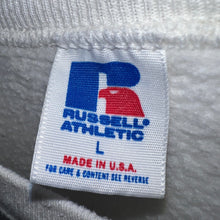 RUSSELL®
ATHLETIC
L
MADE IN U.S.A.
FOR CARE & CONTENT SEE REVERSE